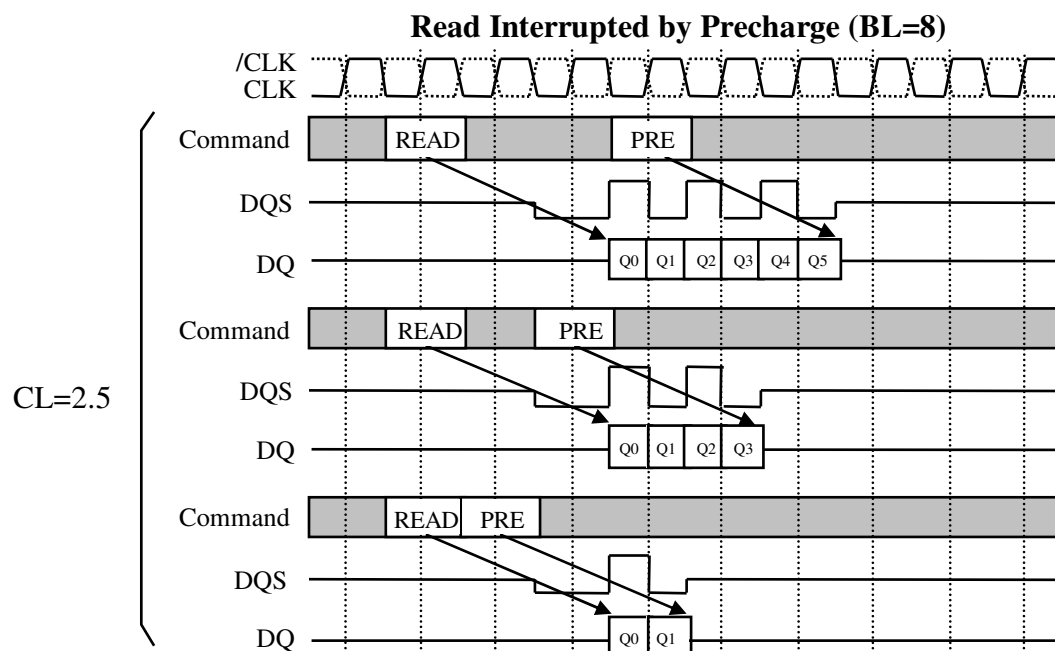 Read Interrupted by Precharge (BL=8)
/CLK
CLK
Command READ PRE
DQS
DQ Q0 Q1 Q2 Q3 Q4 Q5
Command READ PRE
CL=2.5
DQS
DQ Q0 Q1 Q2 Q3
Command READ PRE
DQS
DQ Q0 Q1